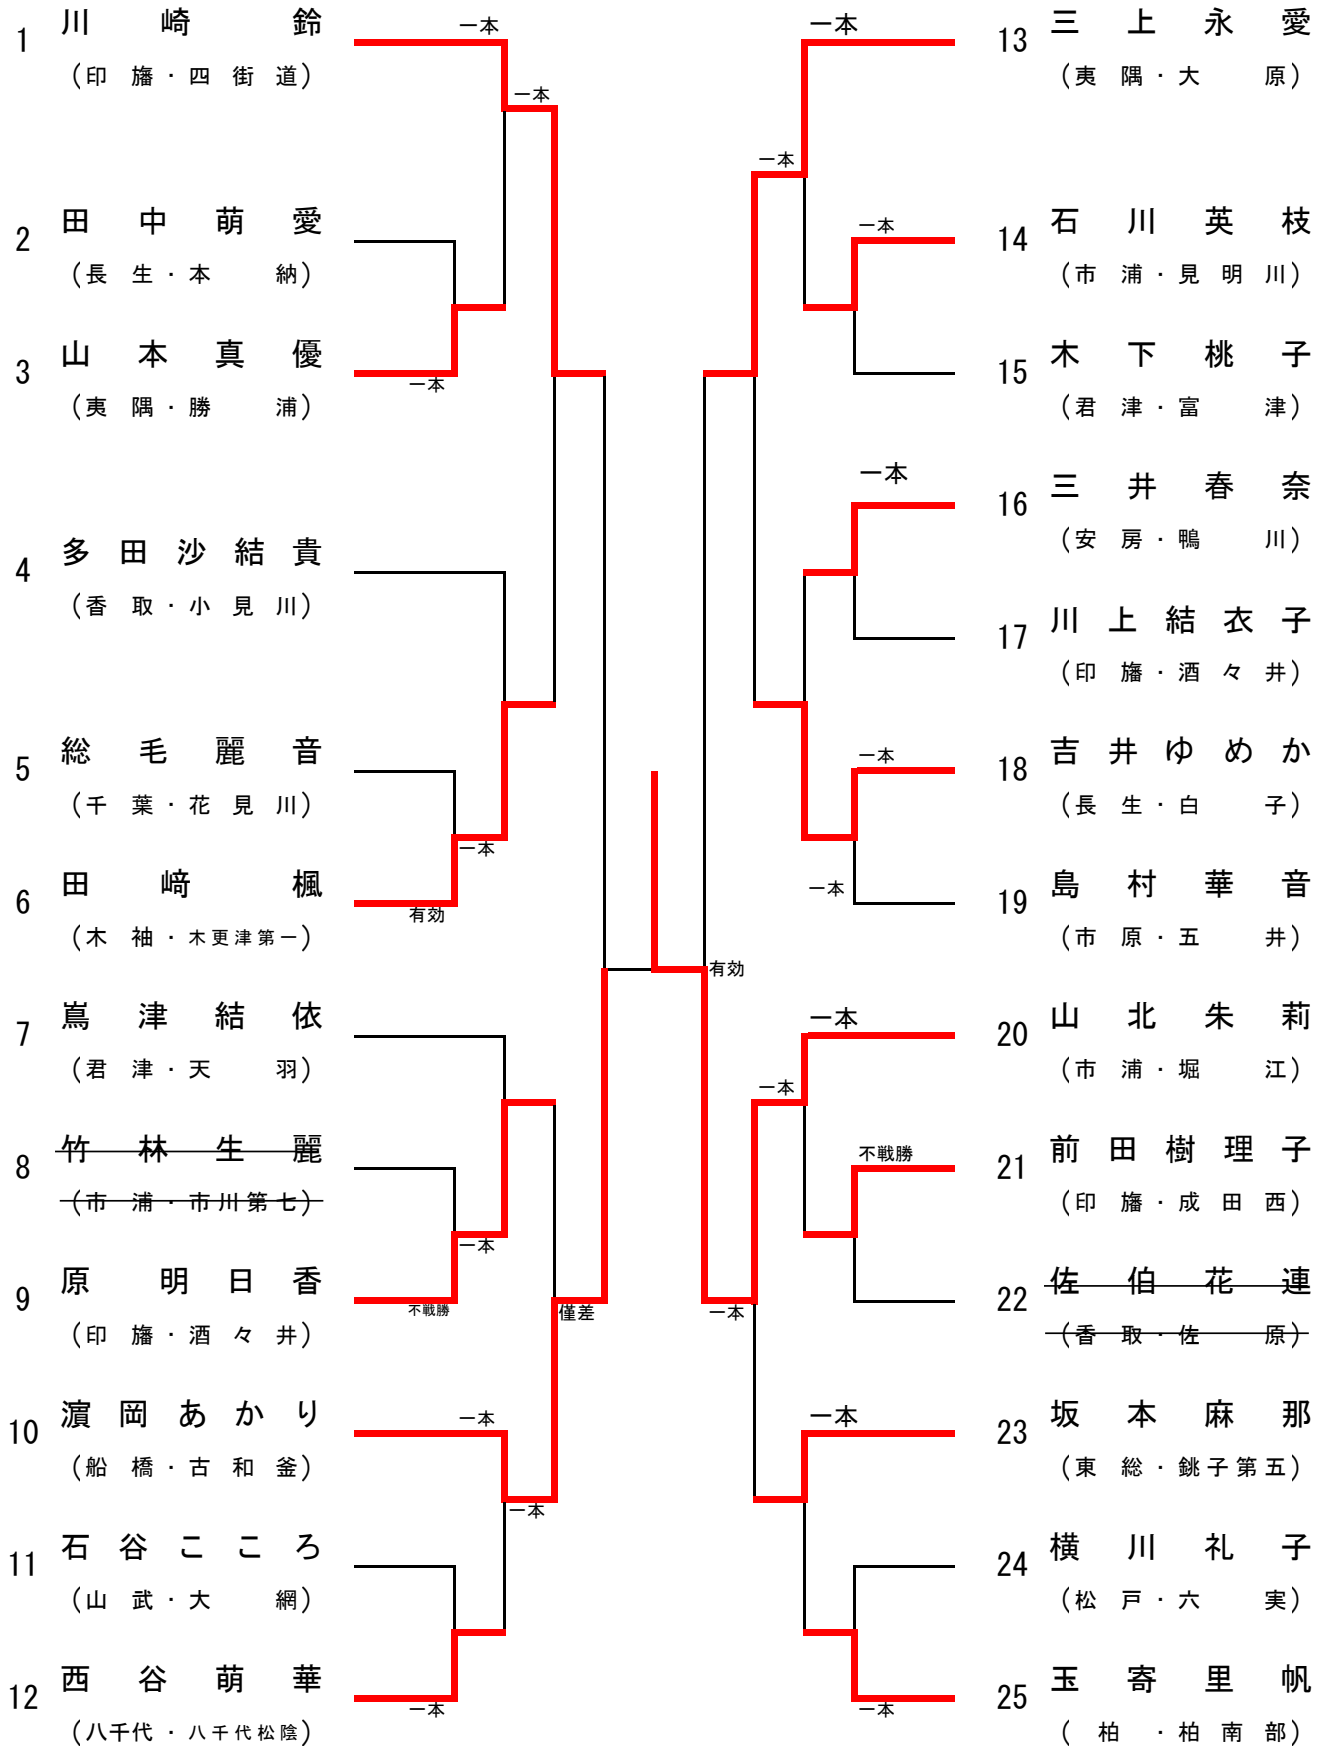 1 川崎鈴 一本
(印旛・四街道)
一本
2 田中萌愛
(長生・本納)
3 山本真優
一本
(夷隅・勝浦)
4 多田沙結貴
(香取・小見川)
5 総毛麗音
(千葉・花見川)
一本
6 田﨑楓
有効
(木袖・木更津第一)
7 嶌津結依
(君津・天羽)
8 竹林生麗
(市浦・市川第七)
一本
9 原明日香
不戦勝
(印旛・酒々井)
僅差
10 濵岡あかり 一本
(船橋・古和釜)
一本
11 石谷こころ
(山武・大網)
12 西谷萌華
一本
(八千代・八千代松陰)
有効
一本 13 三上永愛
(夷隅・大原)
一本
一本 14 石川英枝
(市浦・見明川)
15 木下桃子
(君津・富津)
一本 16 三井春奈
(安房・鴨川)
17 川上結衣子
(印旛・酒々井)
一本 18 吉井ゆめか
(長生・白子)
一本 19 島村華音
(市原・五井)
一本 20 山北朱莉
(市浦・堀江)
一本
不戦勝 21 前田樹理子
(印旛・成田西)
22 佐伯花連
(香取・佐原)
一本
一本 23 坂本麻那
(東総・銚子第五)
24 横川礼子
(松戸・六実)
25 玉寄里帆
一本
(柏・柏南部)